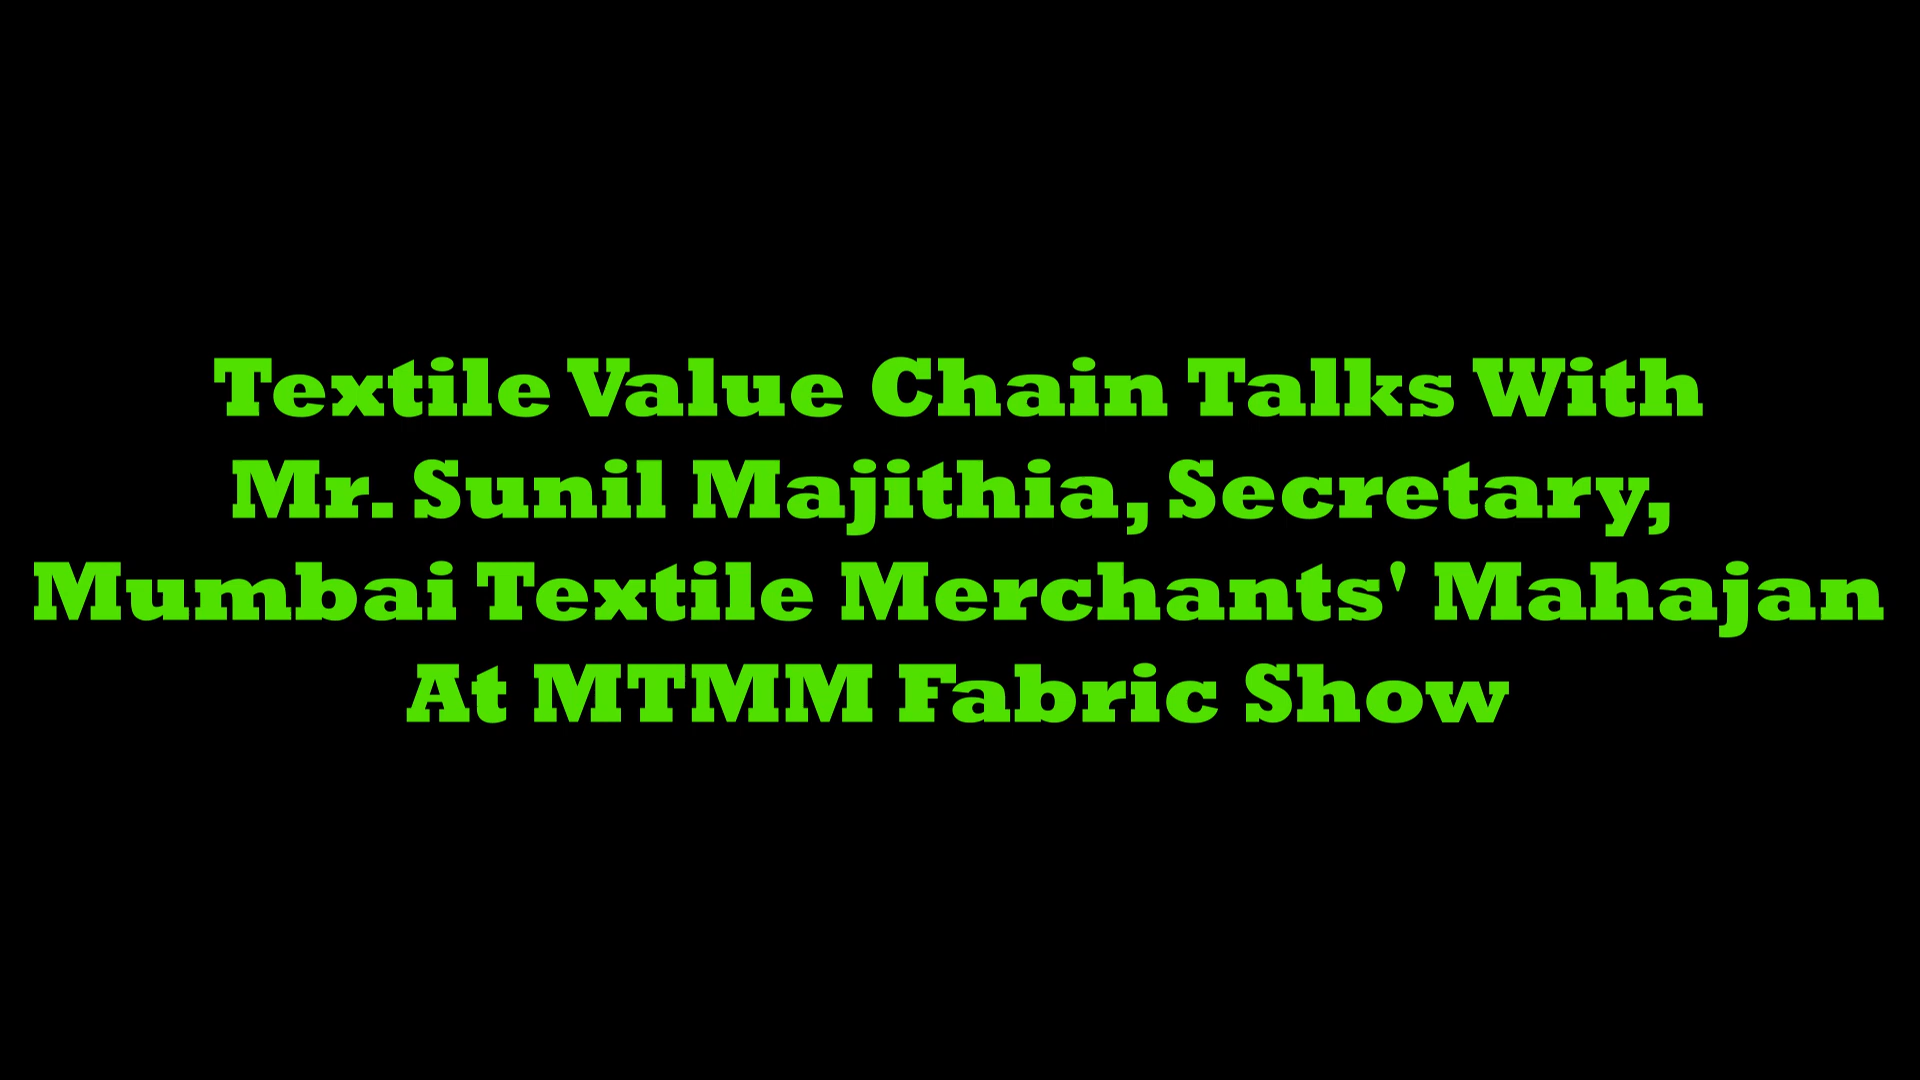 Textile Value Chain Talks With
Mr. Sunil Majithia, Secretary,
Mumbai Textile Merchants' Mahajan
At MTMM Fabric Show